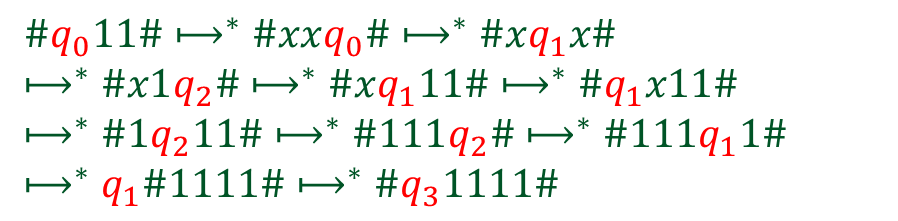 #𝑞₀11# ⟼* #𝑥𝑥𝑞₀# ⟼* #𝑥𝑞₁𝑥#
⟼* #𝑥1𝑞₂# ⟼* #𝑥𝑞₁11# ⟼* #𝑞₁𝑥11#
⟼* #1𝑞₂11# ⟼* #111𝑞₂# ⟼* #111𝑞₁1#
⟼* 𝑞₁#1111# ⟼* #𝑞₃1111#